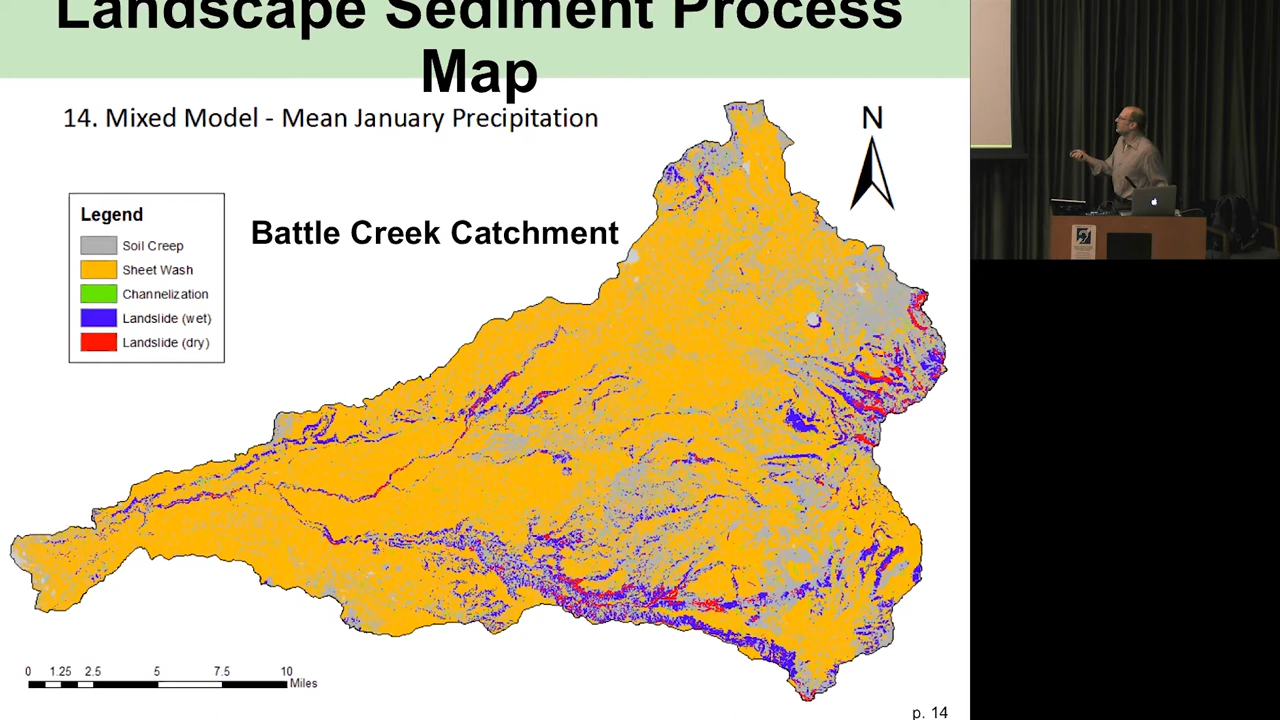 Landscape Sediment Process
Map
14. Mixed Model - Mean January Precipitation
N
Legend
Soil Creep
Sheet Wash
Channelization
Landslide (wet)
Landslide (dry)
Battle Creek Catchment
0 1.25 2.5 5 7.5 10
Miles
p. 14